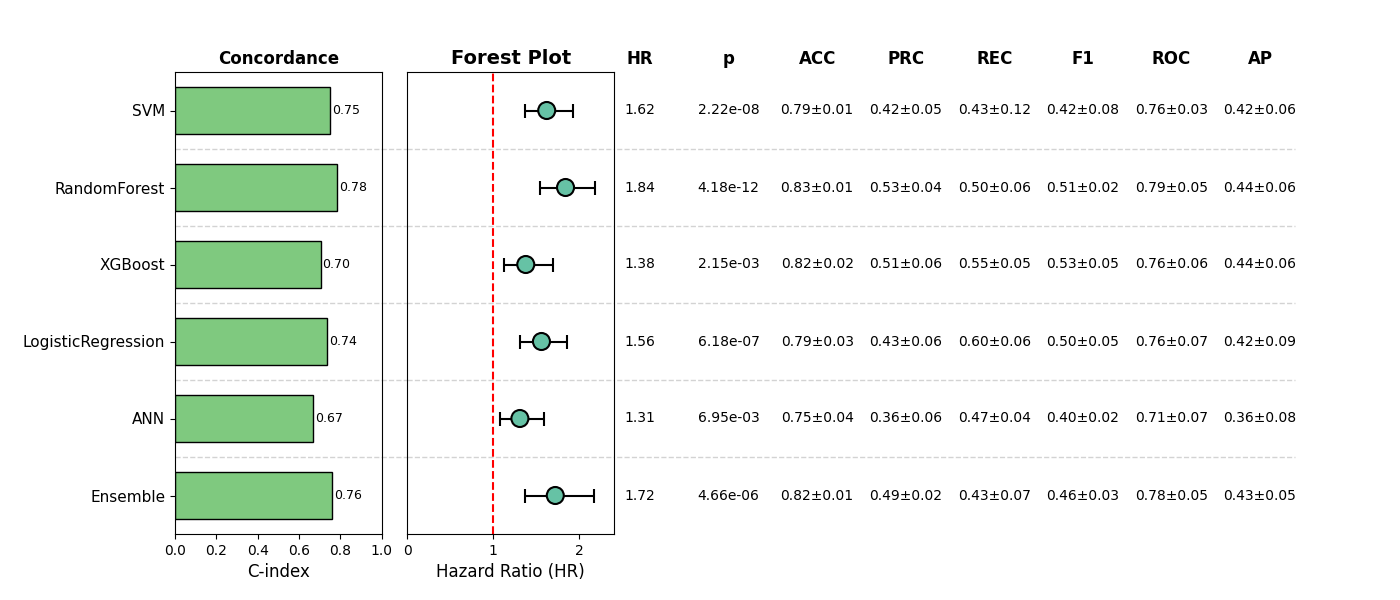 Concordance Forest Plot HR p ACC PRC REC F1 ROC AP
SVM 0.75 1.62 2.22e-08 0.79±0.01 0.42±0.05 0.43±0.12 0.42±0.08 0.76±0.03 0.42±0.06
RandomForest 0.78 1.84 4.18e-12 0.83±0.01 0.53±0.04 0.50±0.06 0.51±0.02 0.79±0.05 0.44±0.06
XGBoost 0.70 1.38 2.15e-03 0.82±0.02 0.51±0.06 0.55±0.05 0.53±0.05 0.76±0.06 0.44±0.06
LogisticRegression 0.74 1.56 6.18e-07 0.79±0.03 0.43±0.06 0.60±0.06 0.50±0.05 0.76±0.07 0.42±0.09
ANN 0.67 1.31 6.95e-03 0.75±0.04 0.36±0.06 0.47±0.04 0.40±0.02 0.71±0.07 0.36±0.08
Ensemble 0.76 1.72 4.66e-06 0.82±0.01 0.49±0.02 0.43±0.07 0.46±0.03 0.78±0.05 0.43±0.05
0.0 0.2 0.4 0.6 0.8 1.0 0 1 2
C-index Hazard Ratio (HR)